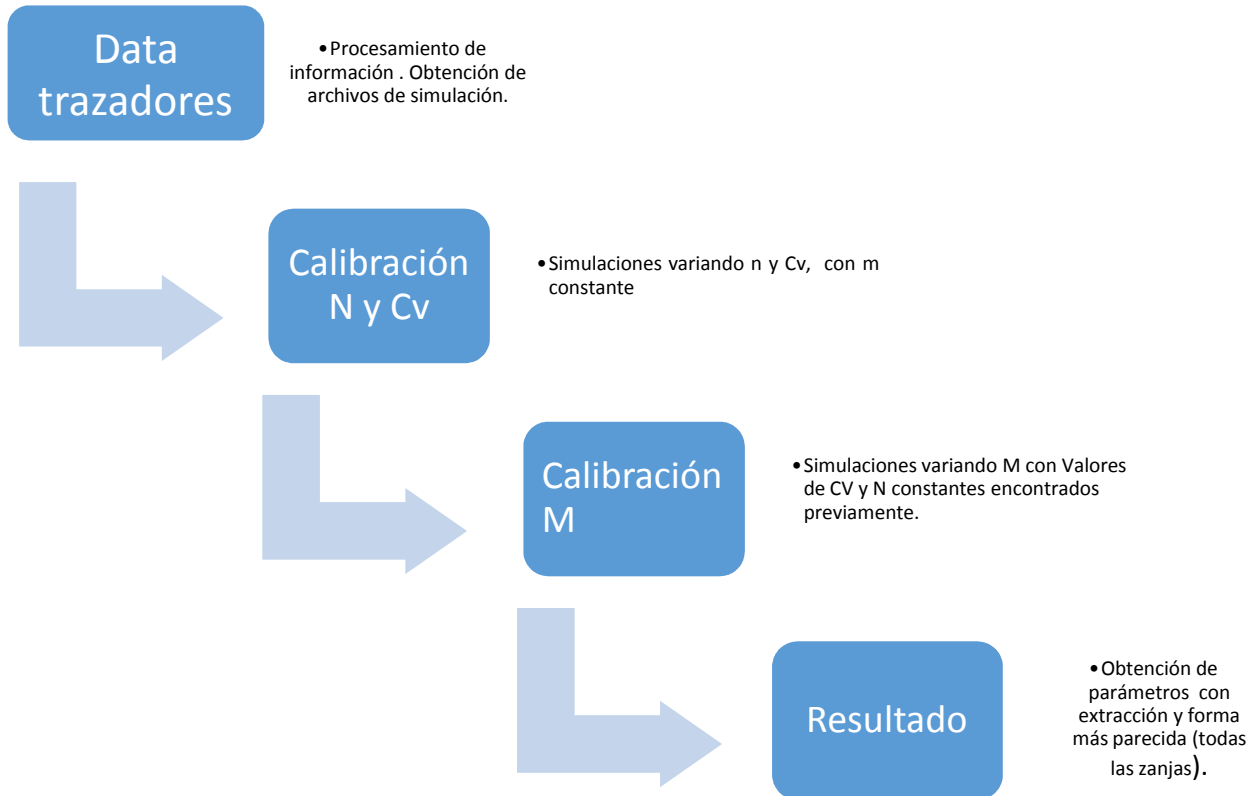 Data
trazadores
•Procesamiento de
información . Obtención de
archivos de simulación.
Calibración
N y Cv
•Simulaciones variando n y Cv, con m
constante
Calibración
M
•Simulaciones variando M con Valores
de CV y N constantes encontrados
previamente.
Resultado
•Obtención de
parámetros con
extracción y forma
más parecida (todas
las zanjas).